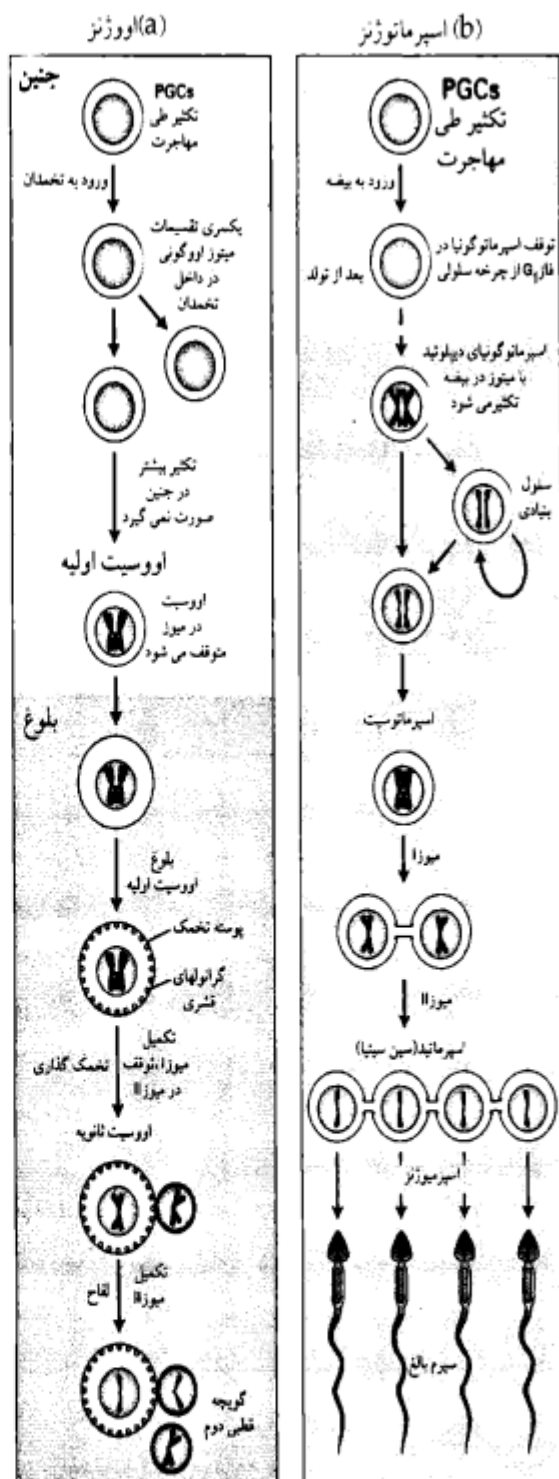 (a)اووژنز
جنین
PGCs
تکثیر طی
مهاجرت
ورود به تخمدان
یکسری تقسیمات
میتوز اووگونی
در داخل
تخمدان
تکثیر بیشتر
در جنین
صورت نمی گیرد
اووسیت اولیه
اووسیت
در میوز
متوقف می شود
بلوغ
بلوغ
اووسیت اولیه
پوسته تخمک
گرانولهای
قشری
تکمیل
میوزI،توقف
در میوزII
تخمک گذاری
اووسیت ثانویه
تکمیل
میوزII
لقاح
گویچه
قطبی دوم
(b) اسپرماتوژنز
PGCs
تکثیر طی
مهاجرت
ورود به بیضه
توقف اسپرماتوگونیا در
فازG1 از چرخه سلولی
بعد از تولد
اسپرماتوگونیای دیپلوئید
با میتوز در بیضه
تکثیرمی شود
سلول
بنیادی
اسپرماتوسیت
میوزI
میوزII
اسپرماتید(سین سیتیا)
اسپرمیوژنز
سپرم بالغ